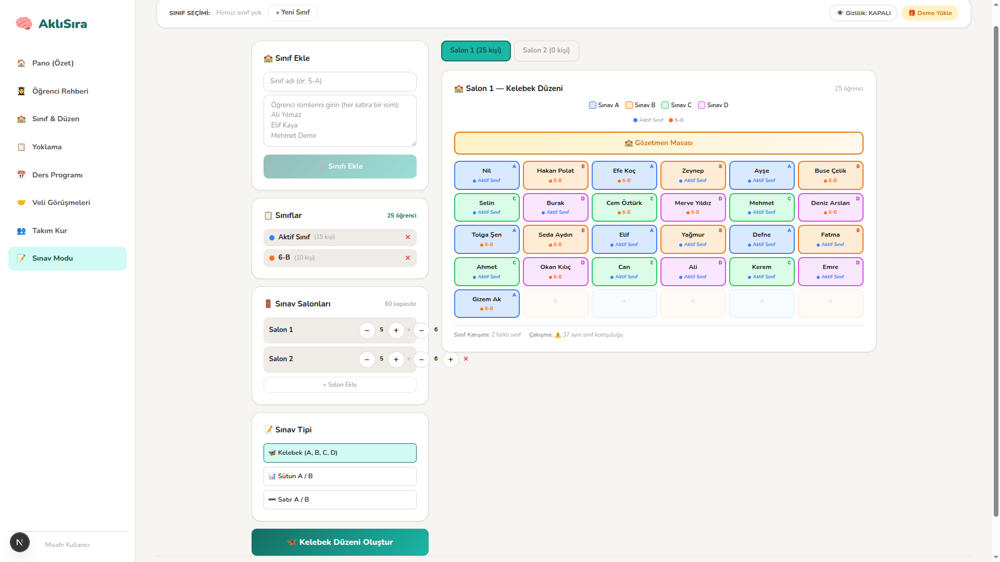 AklıSıra
Pano (Özet)
Öğrenci Rehberi
Sınıf & Düzen
Yoklama
Ders Programı
Veli Görüşmeleri
Takım Kur
Sınav Modu
N
Misafir Kullanıcı
SINIF SEÇİMİ: Henüz sınıf yok + Yeni Sınıf
Gizlilik: KAPALI Demo Yükle
Sınıf Ekle
Sınıf adı (ör: 5-A)
Öğrenci isimlerini girin (her satıra bir isim):
Ali Yılmaz
Elif Kaya
Mehmet Demir
Sınıfı Ekle
Sınıflar 25 öğrenci
Aktif Sınıf (15 kişi) ×
6-B (10 kişi) ×
Sınav Salonları 60 kapasite
Salon 1 − 5 + × − 6
Salon 2 − 5 + × − 6 + ×
+ Salon Ekle
Sınav Tipi
Kelebek (A, B, C, D)
Sütun A / B
Satır A / B
Kelebek Düzeni Oluştur
Salon 1 (25 kişi) Salon 2 (0 kişi)
Salon 1 — Kelebek Düzeni 25 öğrenci
Sınav A Sınav B Sınav C Sınav D
Aktif Sınıf 6-B
Gözetmen Masası
A B A B A B
Nil Hakan Polat Efe Koç Zeynep Ayşe Buse Çelik
Aktif Sınıf 6-B 6-B Aktif Sınıf Aktif Sınıf 6-B
C D C D C D
Selin Burak Cem Öztürk Merve Yıldız Mehmet Deniz Arslan
Aktif Sınıf Aktif Sınıf 6-B 6-B Aktif Sınıf 6-B
A B A B A B
Tolga Şen Seda Aydın Elif Yağmur Defne Fatma
6-B 6-B Aktif Sınıf Aktif Sınıf Aktif Sınıf Aktif Sınıf
C D C D C D
Ahmet Okan Kılıç Can Ali Kerem Emre
Aktif Sınıf 6-B Aktif Sınıf Aktif Sınıf Aktif Sınıf Aktif Sınıf
A
Gizem Ak B A B A B
6-B
Sınıf Karışımı: 2 farklı sınıf Çakışma: 37 aynı sınıf komşuluğu